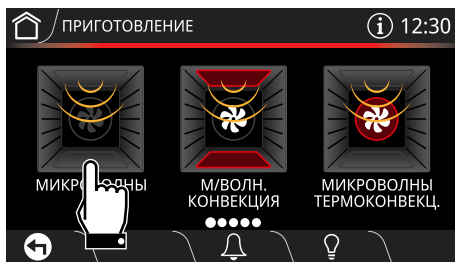 ПРИГОТОВЛЕНИЕ
12:30
М/ВОЛН.
КОНВЕКЦИЯ
МИКРОВОЛНЫ
ТЕРМОКОНВЕКЦ.